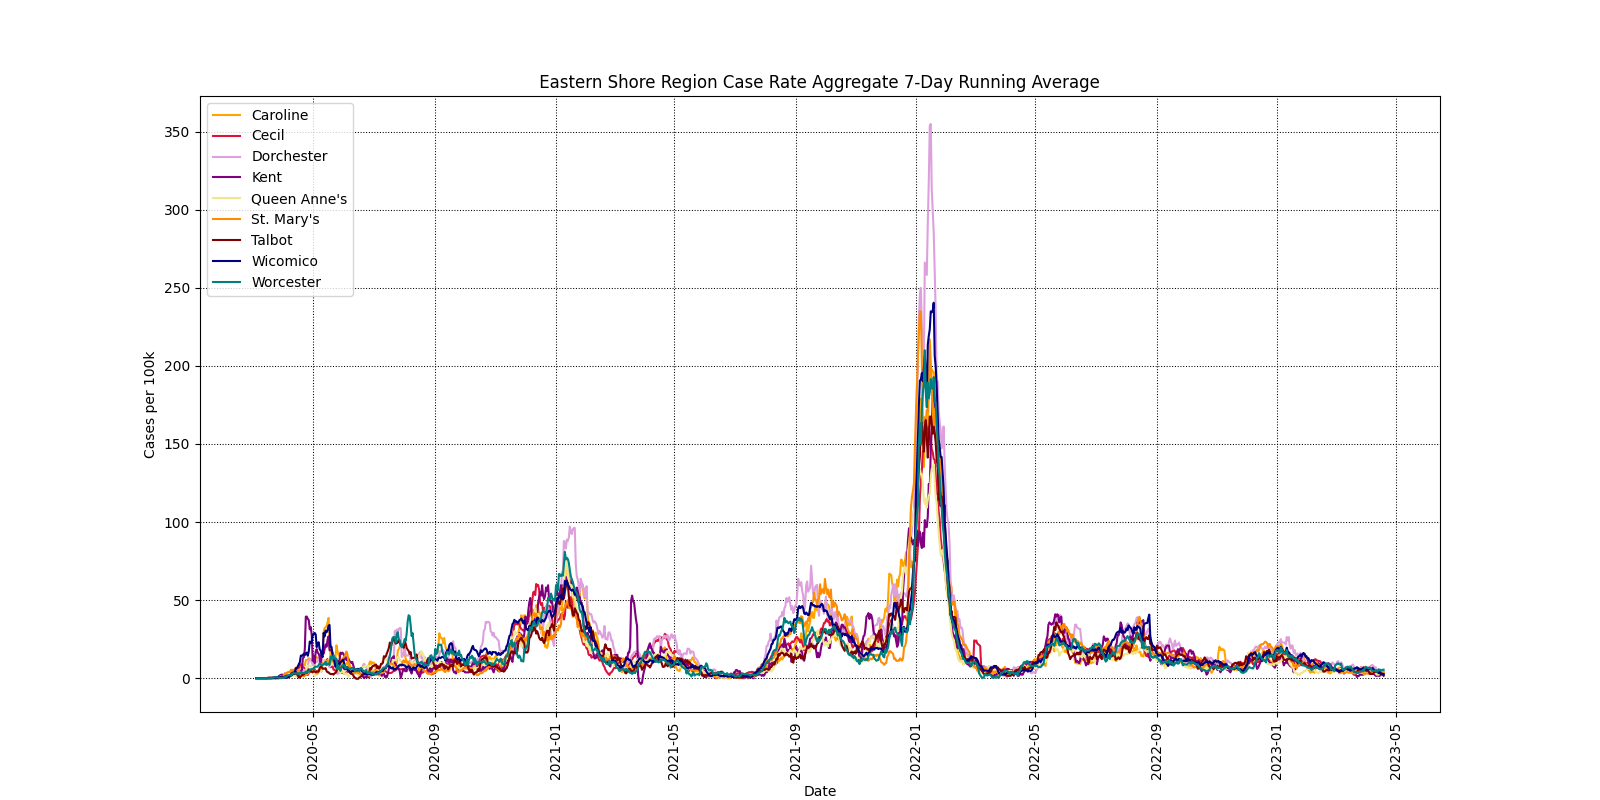 Eastern Shore Region Case Rate Aggregate 7-Day Running Average
Caroline
Cecil
Dorchester
Kent
Queen Anne's
St. Mary's
Talbot
Wicomico
Worcester
350
300
250
200
150
100
50
0
Cases per 100k
2020-05
2020-09
2021-01
2021-05
2021-09
2022-01
2022-05
2022-09
2023-01
2023-05
Date